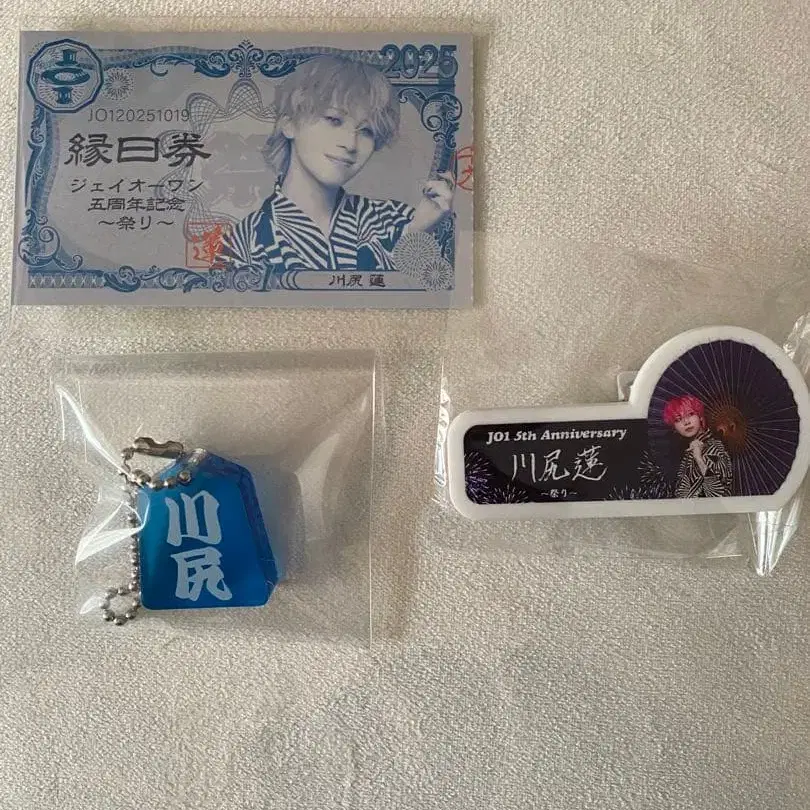 2025
JO120251019
縁日券
ジェイオーワン
五周年記念
～祭り～
蓮
川尻 蓮
JO1 5th Anniversary
川尻蓮
～祭り～
川尻